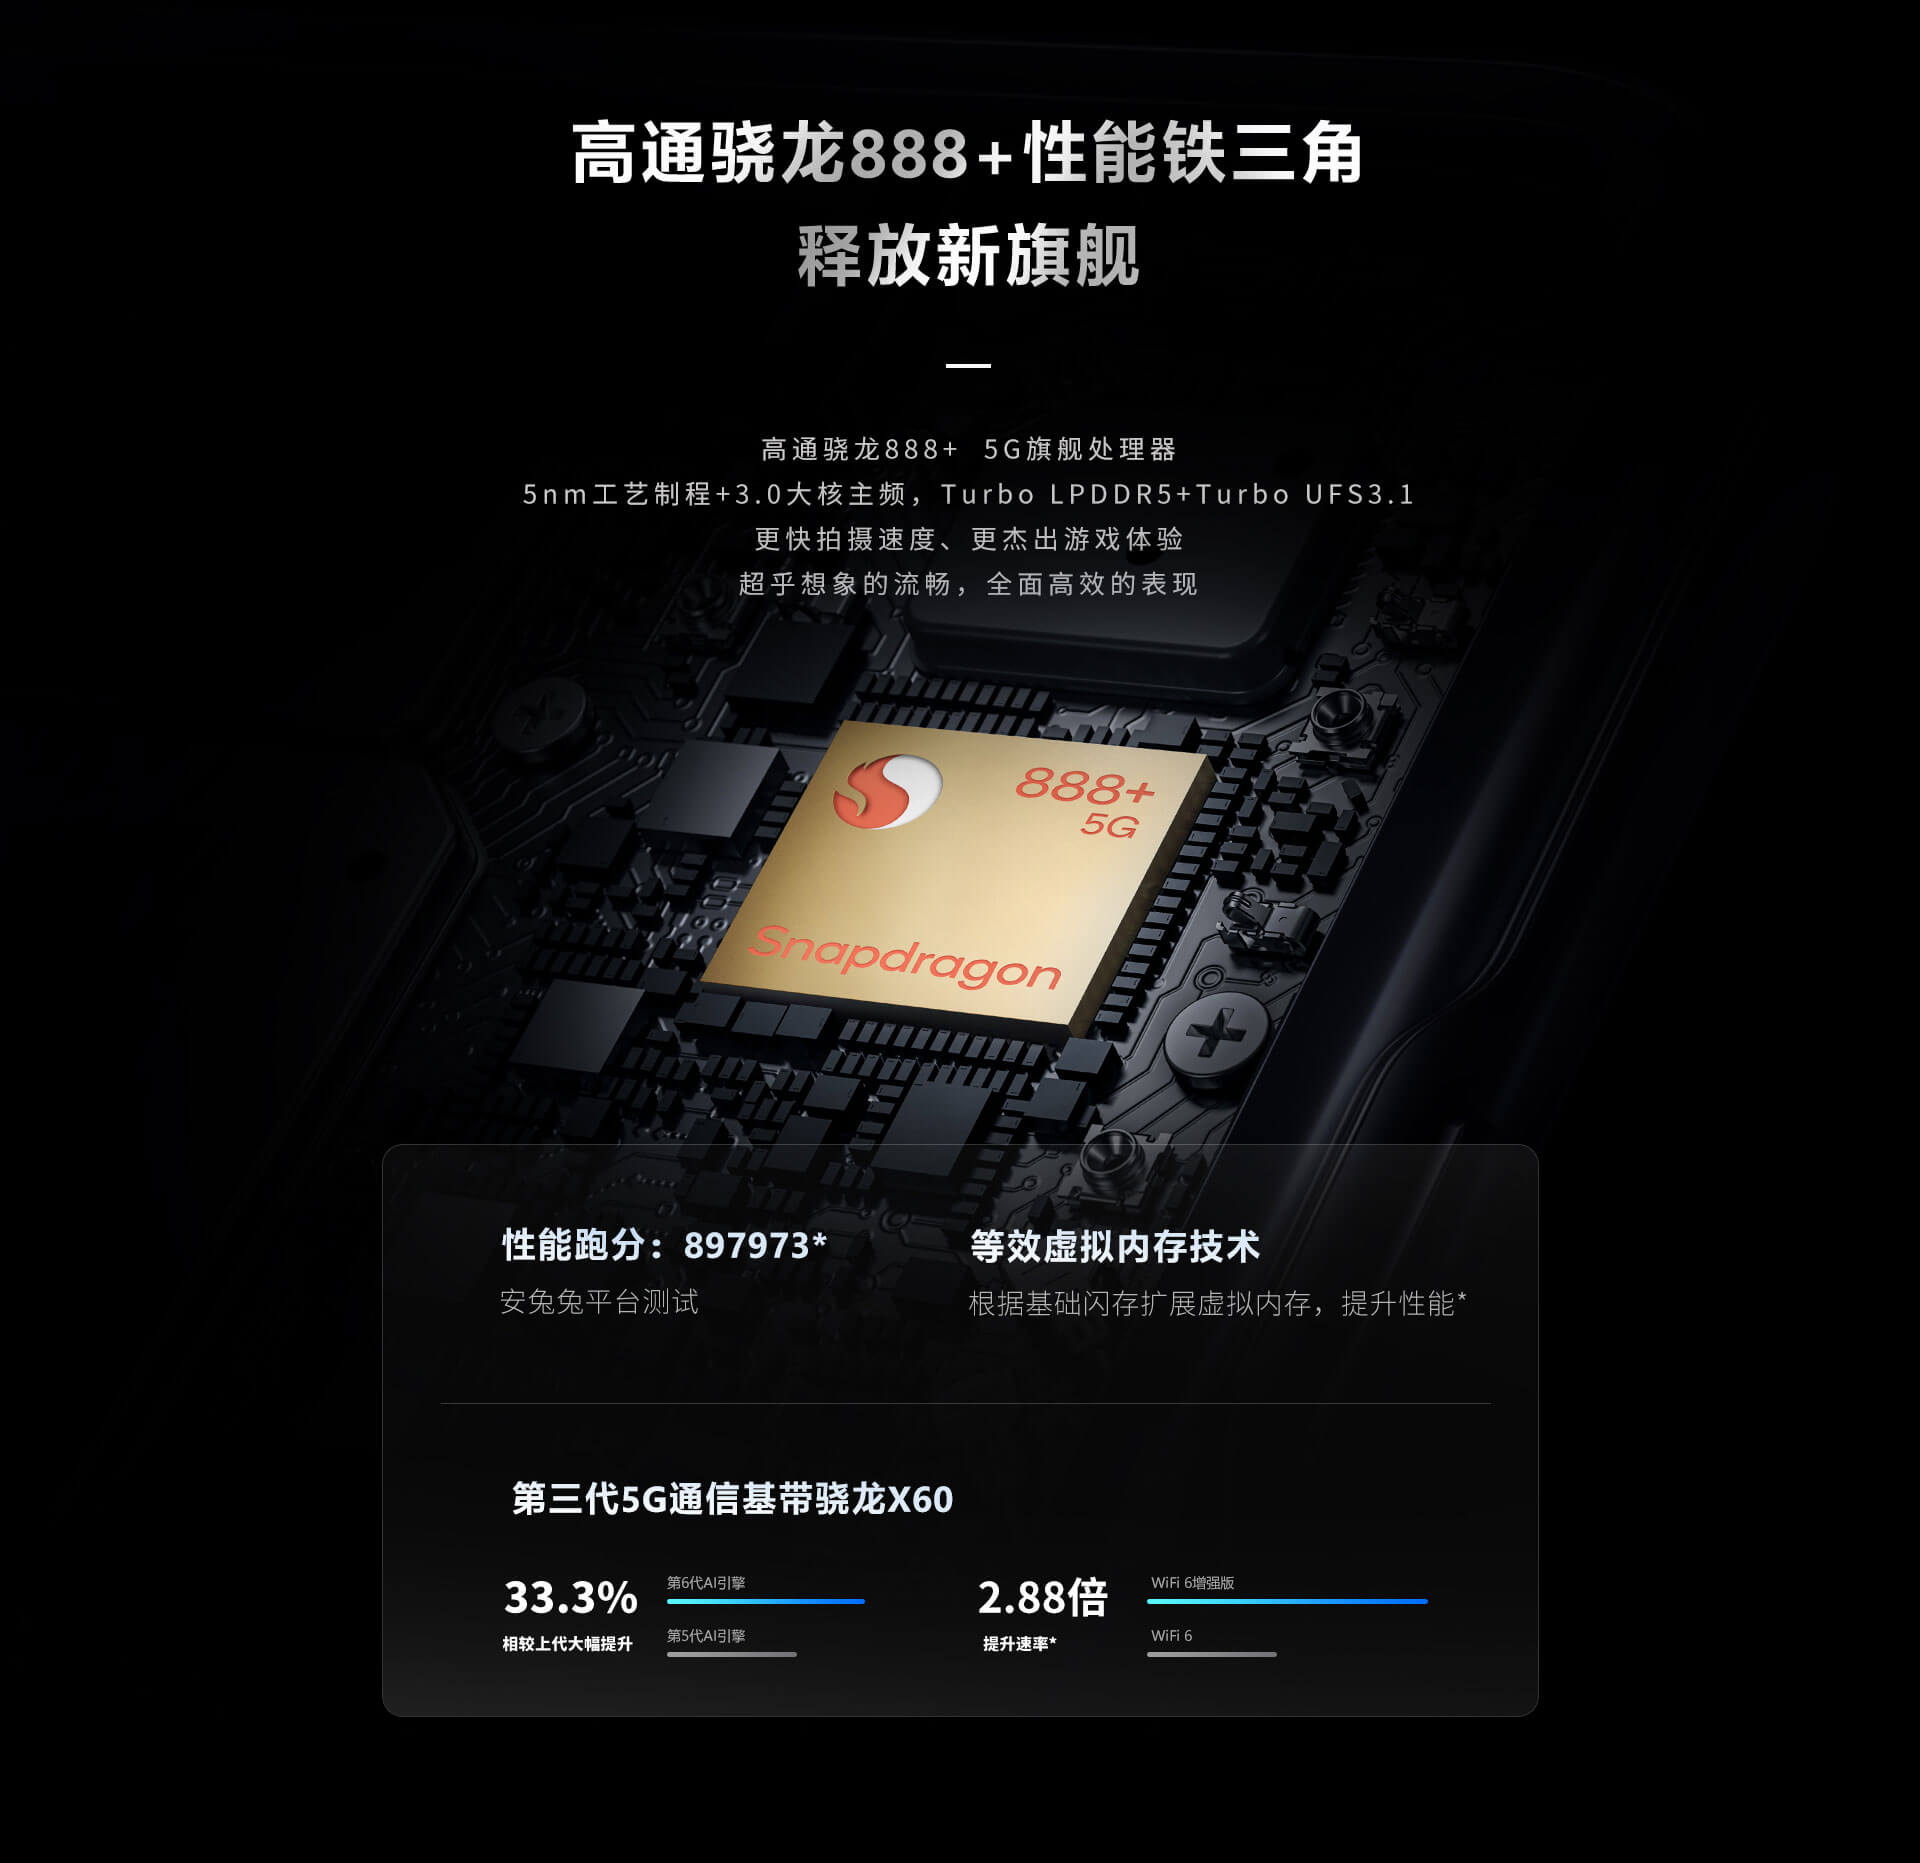 高通骁龙888+性能铁三角
释放新旗舰
高通骁龙888+ 5G旗舰处理器
5nm工艺制程+3.0大核主频，Turbo LPDDR5+Turbo UFS3.1
更快拍摄速度、更杰出游戏体验
超乎想象的流畅，全面高效的表现
888+
5G
Snapdragon
性能跑分：897973*
安兔兔平台测试
等效虚拟内存技术
根据基础闪存扩展虚拟内存，提升性能*
第三代5G通信基带骁龙X60
33.3%
相较上代大幅提升
第6代AI引擎
第5代AI引擎
2.88倍
提升速率*
WiFi 6增强版
WiFi 6